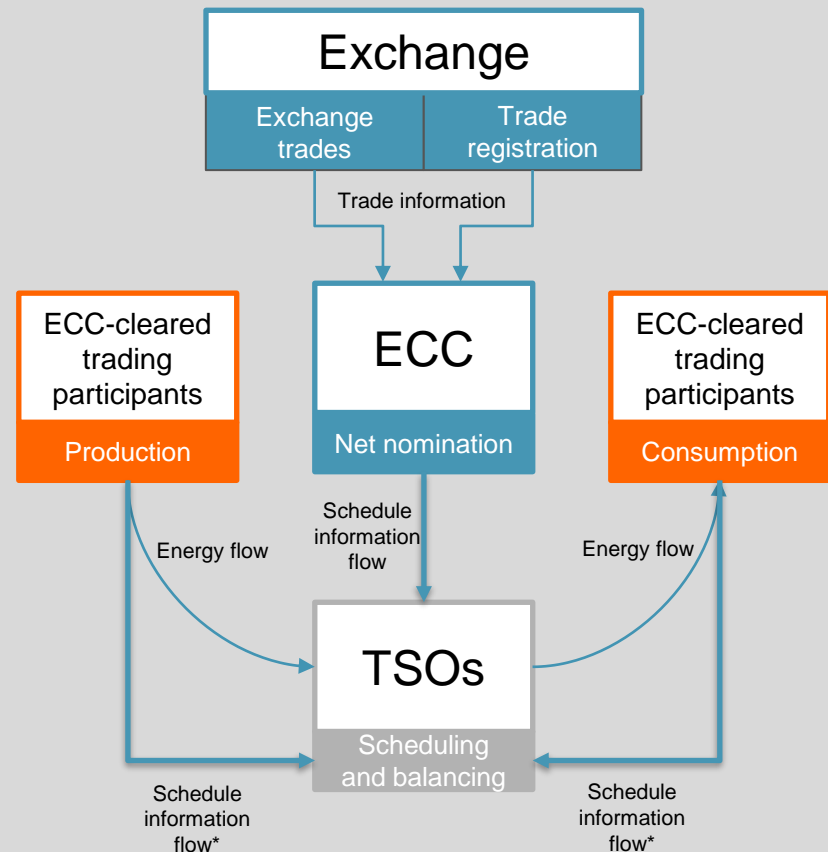 Exchange
Exchange
trades
Trade
registration
Trade information
ECC-cleared
trading
participants
Production
ECC
Net nomination
ECC-cleared
trading
participants
Consumption
Energy flow
Schedule
information
flow
Energy flow
TSOs
Scheduling
and balancing
Schedule
information
flow*
Schedule
information
flow*